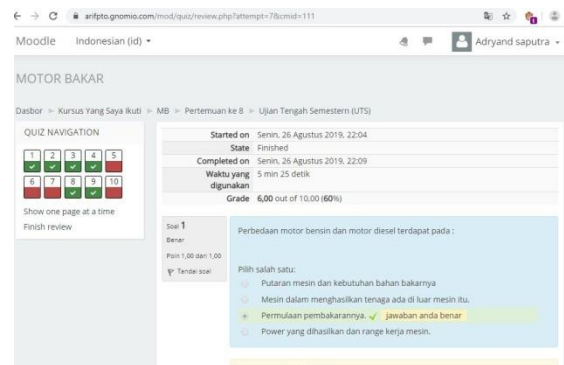 arifpto.gnomio.com/mod/quiz/review.php?attempt=78&cmid=111
Moodle Indonesian (id)
Adryand saputra
MOTOR BAKAR
Dasbor Kursus Yang Saya Ikuti MB Pertemuan ke 8 Ujian Tengah Semestern (UTS)
QUIZ NAVIGATION
1 2 3 4 5
6 7 8 9 10
Show one page at a time
Finish review
Started on Senin, 26 Agustus 2019, 22:04
State Finished
Completed on Senin, 26 Agustus 2019, 22:09
Waktu yang digunakan 5 min 25 detik
Grade 6,00 out of 10,00 (60%)
Soal 1
Benar
Poin 1,00 dari 1,00
Tandai soal
Perbedaan motor bensin dan motor diesel terdapat pada :
Pilih salah satu:
Putaran mesin dan kebutuhan bahan bakarnya
Mesin dalam menghasilkan tenaga ada di luar mesin itu.
Permulaan pembakarannya. jawaban anda benar
Power yang dihasilkan dan range kerja mesin.